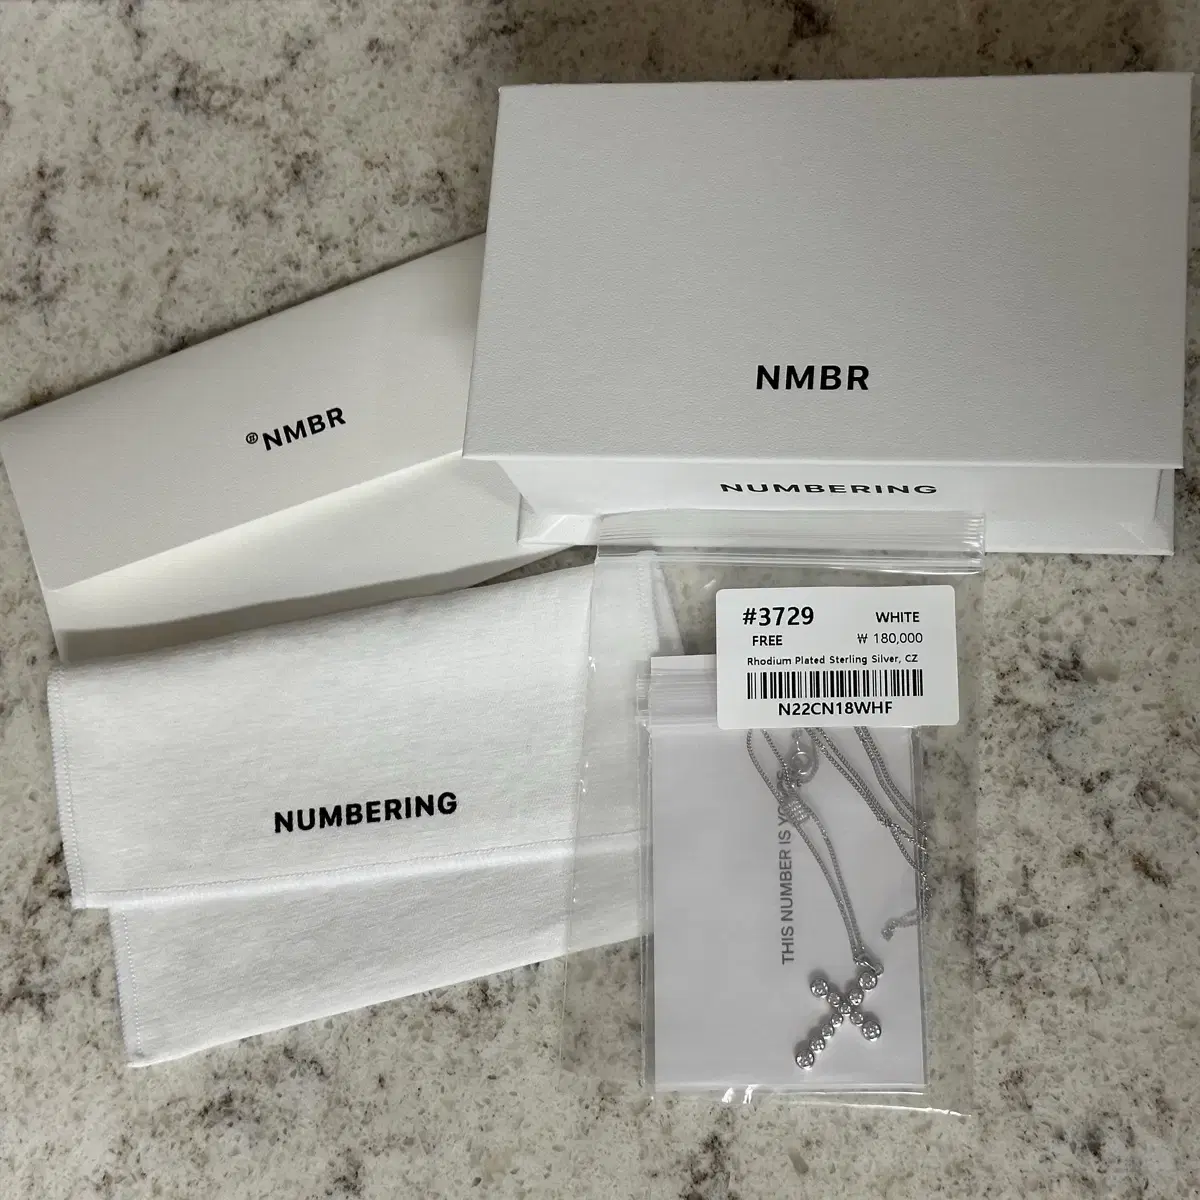 NMBR
NUMBERING
®NMBR
NUMBERING
#3729
WHITE
FREE
₩ 180,000
Rhodium Plated Sterling Silver, CZ
N22CN18WHF
THIS NUMBER IS